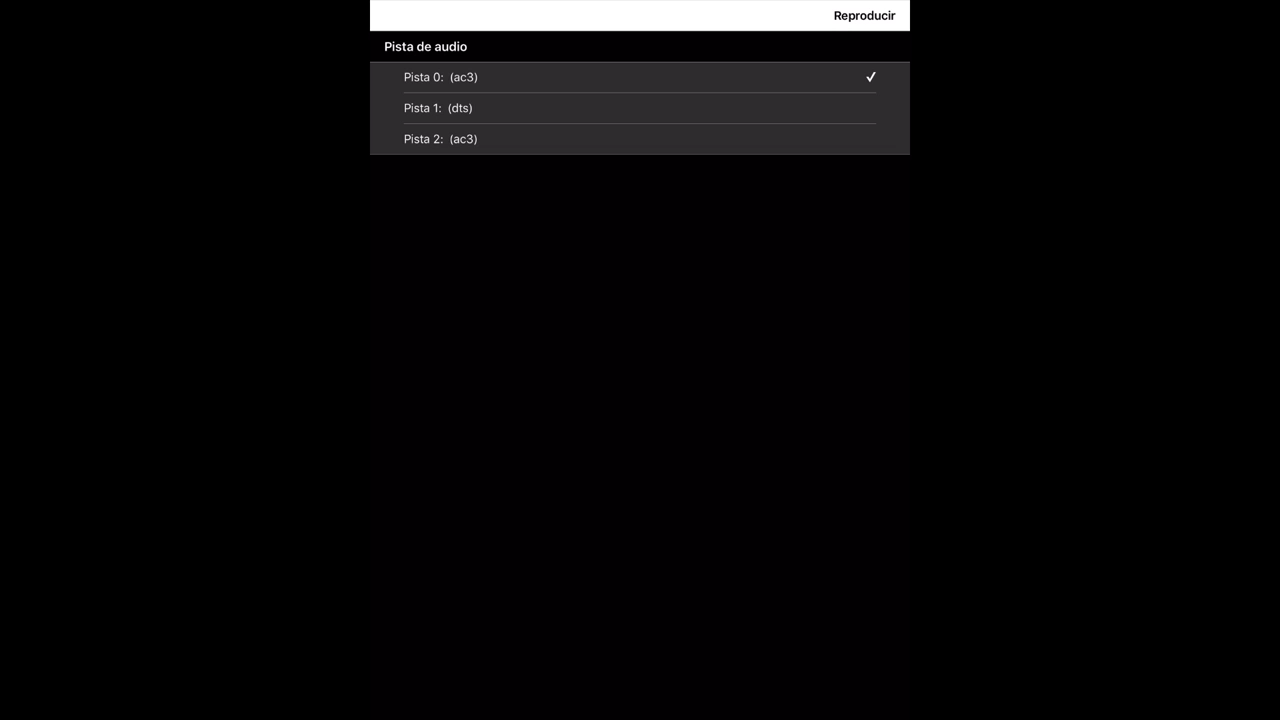 Reproducir
Pista de audio
Pista 0: (ac3)
Pista 1: (dts)
Pista 2: (ac3)